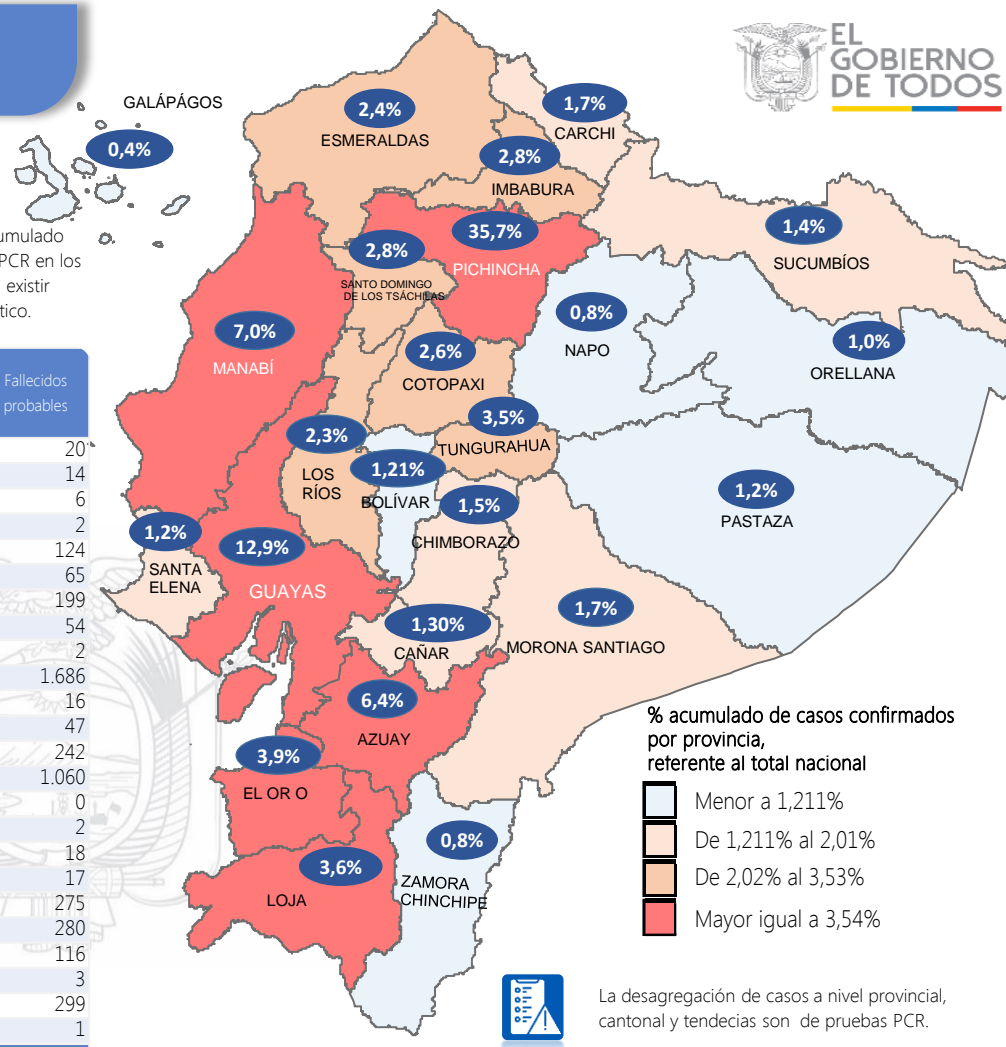 EL
GOBIERNO
DE TODOS
GALÁPÁGOS
0,4%
2,4%
ESMERALDAS
1,7%
CARCHI
2,8%
IMBABURA
umulado
PCR en los
existir
tico.
35,7%
PICHINCHA
1,4%
SUCUMBÍOS
2,8%
SANTO DOMINGO
DE LOS TSÁCHILAS
7,0%
MANABÍ
0,8%
NAPO
1,0%
ORELLANA
2,6%
COTOPAXI
3,5%
TUNGURAHUA
2,3%
LOS
RÍOS
1,21%
BOLÍVAR
1,5%
CHIMBORAZO
1,2%
PASTAZA
1,2%
SANTA
ELENA
12,9%
GUAYAS
1,30%
CAÑAR
1,7%
MORONA SANTIAGO
6,4%
AZUAY
3,9%
EL OR O
3,6%
LOJA
0,8%
ZAMORA
CHINCHIPE
Fallecidos
probables
20
14
6
2
124
65
199
54
2
1.686
16
47
242
1.060
0
2
18
17
275
280
116
3
299
1
% acumulado de casos confirmados
por provincia,
referente al total nacional
Menor a 1,211%
De 1,211% al 2,01%
De 2,02% al 3,53%
Mayor igual a 3,54%
La desagregación de casos a nivel provincial,
cantonal y tendecias son de pruebas PCR.